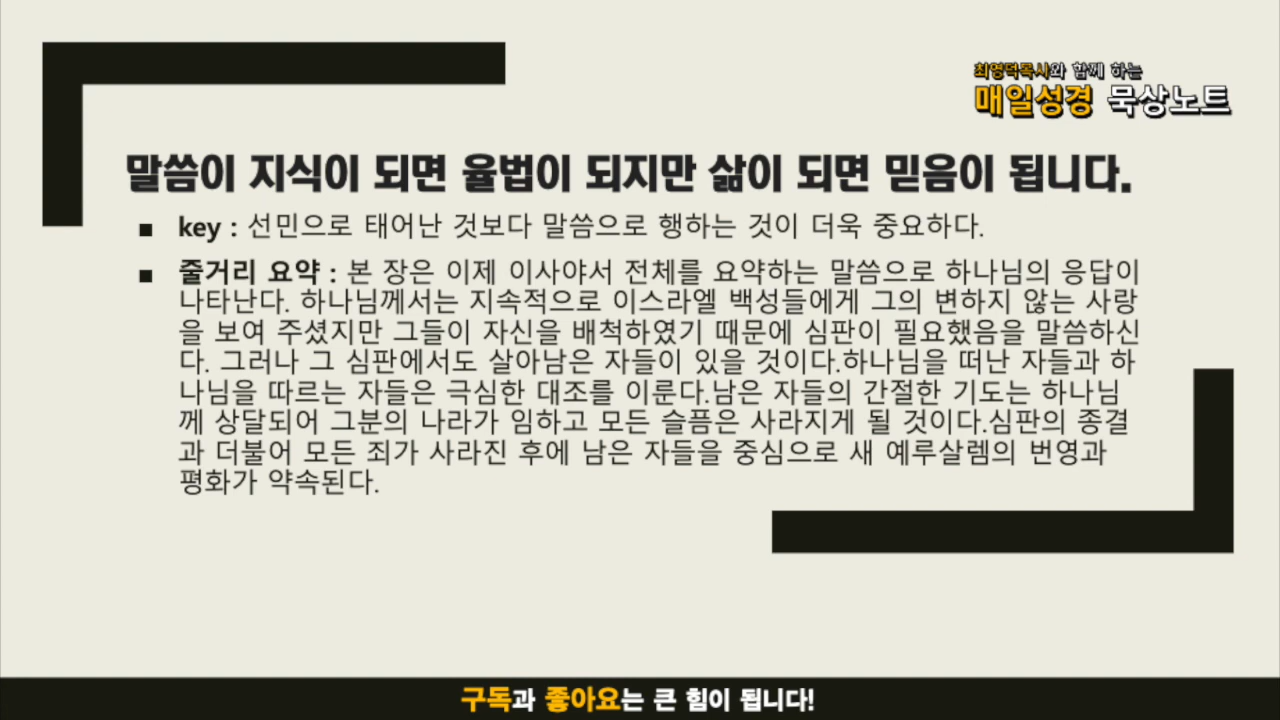 최영덕목사와 함께 하는
매일성경 묵상노트
말씀이 지식이 되면 율법이 되지만 삶이 되면 믿음이 됩니다.
■ key : 선민으로 태어난 것보다 말씀으로 행하는 것이 더욱 중요하다.
■ 줄거리 요약 : 본 장은 이제 이사야서 전체를 요약하는 말씀으로 하나님의 응답이
나타난다. 하나님께서는 지속적으로 이스라엘 백성들에게 그의 변하지 않는 사랑
을 보여 주셨지만 그들이 자신을 배척하였기 때문에 심판이 필요했음을 말씀하신
다. 그러나 그 심판에서도 살아남은 자들이 있을 것이다.하나님을 떠난 자들과 하
나님을 따르는 자들은 극심한 대조를 이룬다.남은 자들의 간절한 기도는 하나님
께 상달되어 그분의 나라가 임하고 모든 슬픔은 사라지게 될 것이다.심판의 종결
과 더불어 모든 죄가 사라진 후에 남은 자들을 중심으로 새 예루살렘의 번영과
평화가 약속된다.
구독과 좋아요는 큰 힘이 됩니다!